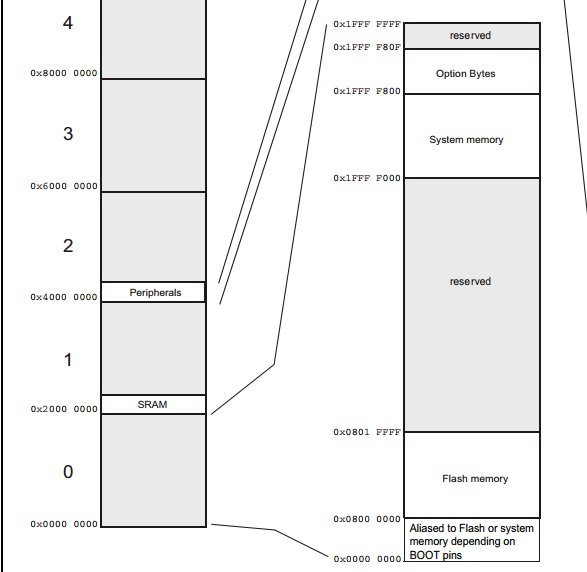 4
0x8000 0000
3
0x6000 0000
2
Peripherals
0x4000 0000
1
SRAM
0x2000 0000
0
0x0000 0000
0x1FFF FFFF
reserved
0x1FFF F80F
Option Bytes
0x1FFF F800
System memory
0x1FFF F000
reserved
0x0801 FFFF
Flash memory
0x0800 0000
Aliased to Flash or system
memory depending on
BOOT pins
0x0000 0000